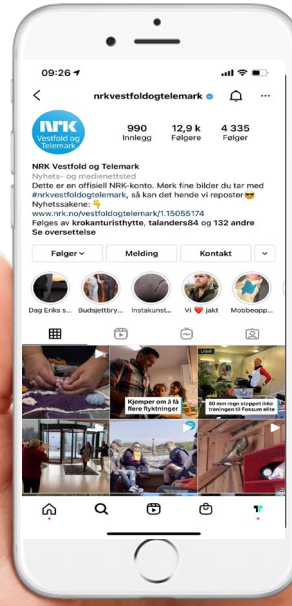 09:26
nrkvestfoldogtelemark
NRK
Vestfold og
Telemark
990
12,9 k
4 335
Innlegg
Følgere
Følger
NRK Vestfold og Telemark
Nyhets- og medienettsted
Dette er en offisiell NRK-konto. Merk fine bilder du tar med
#nrkvestfoldogtelemark, så kan det hende vi reposter😎
Nyhetssakene: 👇
www.nrk.no/vestfoldogtelemark/1.15055174
Følges av krokanturisthytte, talanders84 og 132 andre
Se oversettelse
Følger
Melding
Kontakt
Dag Eriks s...
Budsjettbry...
Instakunst...
Vi ❤️ jakt
Mobbeopp...
Kjemper om å få
flere flyktninger
80 mm regn stoppet ikke
treningen til Fossum elite